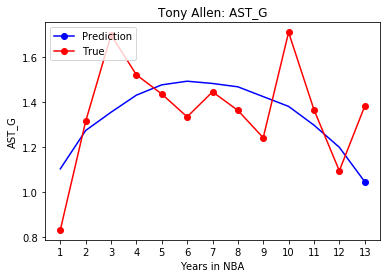 Tony Allen: AST_G
Prediction
True
1.6
1.4
1.2
1.0
0.8
AST_G
1 2 3 4 5 6 7 8 9 10 11 12 13
Years in NBA